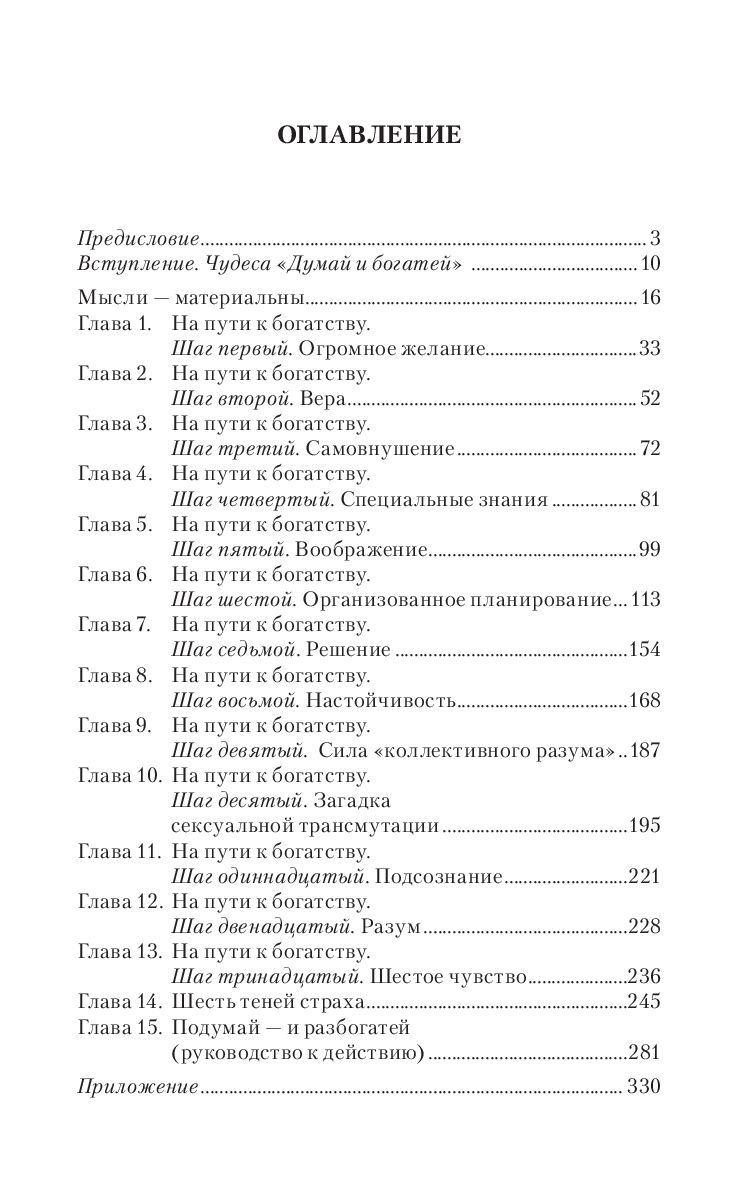 ОГЛАВЛЕНИЕ
Предисловие..............................................................................................3
Вступление. Чудеса «Думай и богатей» ...................................10
Мысли — материальны......................................................................16
Глава 1. На пути к богатству.
Шаг первый. Огромное желание................................33
Глава 2. На пути к богатству.
Шаг второй. Вера.............................................................52
Глава 3. На пути к богатству.
Шаг третий. Самовнушение......................................72
Глава 4. На пути к богатству.
Шаг четвертый. Специальные знания ..................81
Глава 5. На пути к богатству.
Шаг пятый. Воображение............................................99
Глава 6. На пути к богатству.
Шаг шестой. Организованное планирование...113
Глава 7. На пути к богатству.
Шаг седьмой. Решение .................................................154
Глава 8. На пути к богатству.
Шаг восьмой. Настойчивость....................................168
Глава 9. На пути к богатству.
Шаг девятый. Сила «коллективного разума»..187
Глава 10. На пути к богатству.
Шаг десятый. Загадка
сексуальной трансмутации.......................................195
Глава 11. На пути к богатству.
Шаг одиннадцатый. Подсознание..........................221
Глава 12. На пути к богатству.
Шаг двенадцатый. Разум...........................................228
Глава 13. На пути к богатству.
Шаг тринадцатый. Шестое чувство.....................236
Глава 14. Шесть теней страха.......................................................245
Глава 15. Подумай — и разбогатей
(руководство к действию)..........................................281
Приложение.........................................................................................330